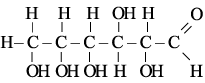 H H H OH H O
H–C–C–C–C–C–C
OH OH OH H OH H